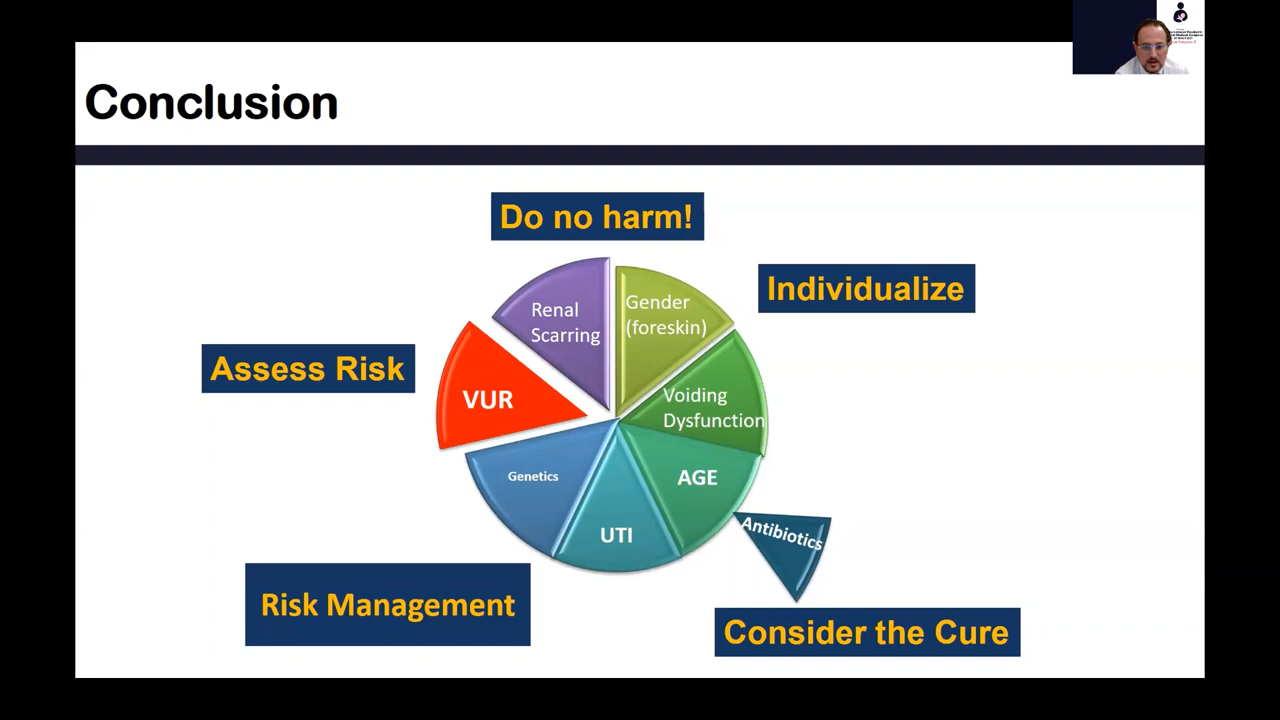 Conclusion
Do no harm!
Individualize
Renal
Scarring
Gender
(foreskin)
Assess Risk
VUR
Voiding
Dysfunction
Genetics
AGE
UTI
Antibiotics
Risk Management
Consider the Cure